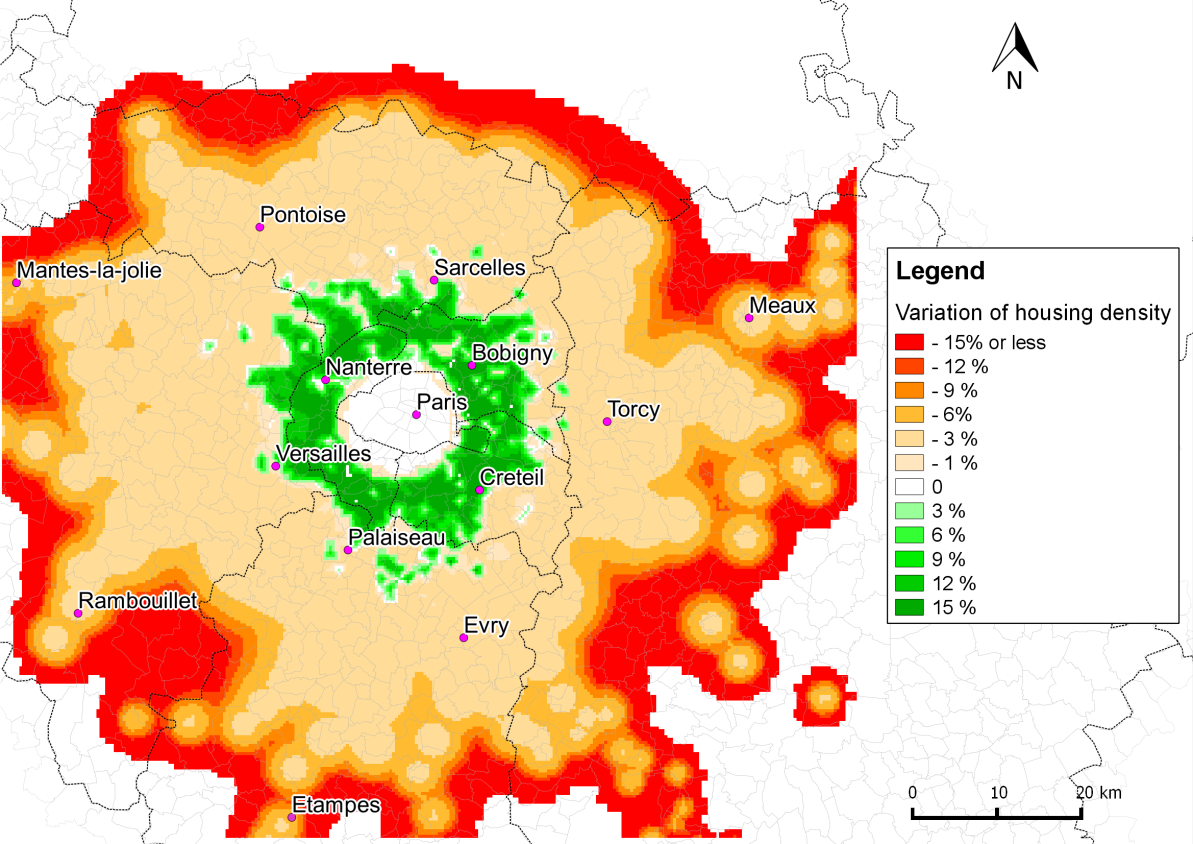 N
Pontoise
Mantes-la-jolie
Sarcelles
Meaux
Bobigny
Nanterre
Paris
Torcy
Versailles
Creteil
Palaiseau
Rambouillet
Evry
Etampes
Legend
Variation of housing density
- 15% or less
- 12 %
- 9 %
- 6%
- 3 %
- 1 %
0
3 %
6 %
9 %
12 %
15 %
0 10 20 km